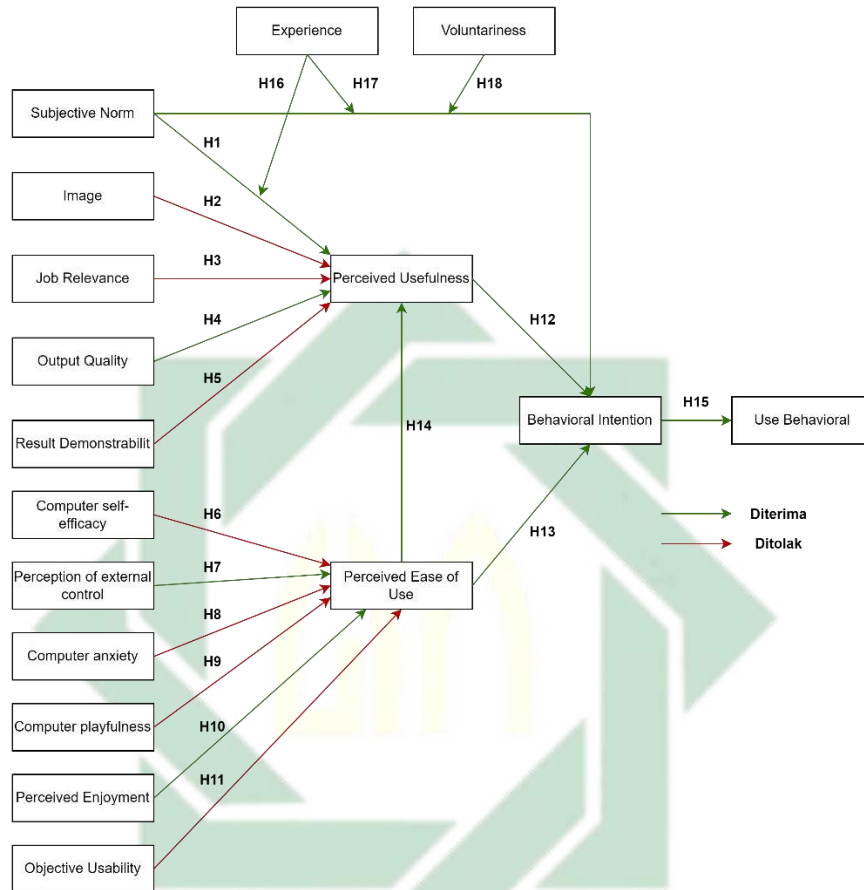 Experience
Voluntariness
H16
H17
H18
Subjective Norm
H1
Image
H2
Job Relevance
H3
Perceived Usefulness
H4
H12
Output Quality
H5
Behavioral Intention
H15
Use Behavioral
H14
Result Demonstrabilit
Computer self-
efficacy
H6
Diterima
H13
Ditolak
Perception of external
control
H7
Perceived Ease of
Use
H8
Computer anxiety
H9
Computer playfulness
H10
H11
Perceived Enjoyment
Objective Usability